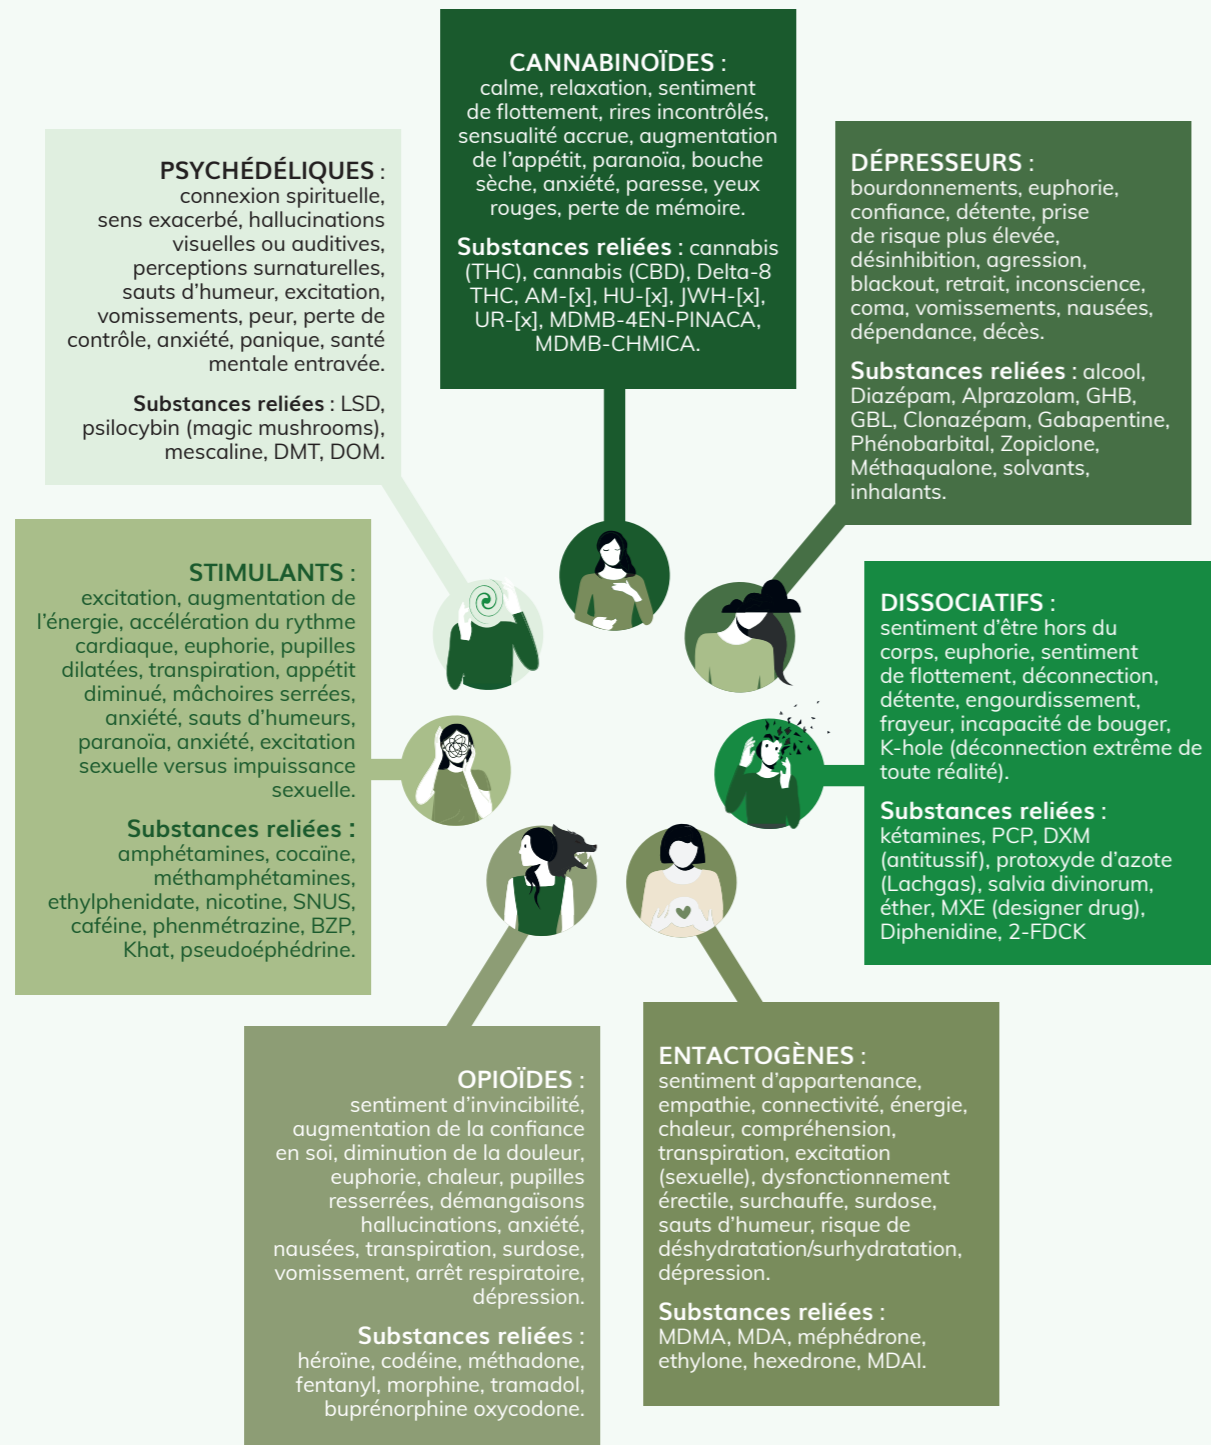 CANNABINOÏDES :
calme, relaxation, sentiment
de flottement, rires incontrôlés,
sensualité accrue, augmentation
de l’appétit, paranoïa, bouche
sèche, anxiété, paresse, yeux
rouges, perte de mémoire.
Substances reliées : cannabis
(THC), cannabis (CBD), Delta-8
THC, AM-[x], HU-[x], JWH-[x],
UR-[x], MDMB-4EN-PINACA,
MDMB-CHMICA.
PSYCHÉDÉLIQUES :
connexion spirituelle,
sens exacerbé, hallucinations
visuelles ou auditives,
perceptions surnaturelles,
sauts d’humeur, excitation,
vomissements, peur, perte de
contrôle, anxiété, panique, santé
mentale entravée.
Substances reliées : LSD,
psilocybin (magic mushrooms),
mescaline, DMT, DOM.
DÉPRESSEURS :
bourdonnements, euphorie,
confiance, détente, prise
de risque plus élevée,
désinhibition, agression,
blackout, retrait, inconscience,
coma, vomissements, nausées,
dépendance, décès.
Substances reliées : alcool,
Diazépam, Alprazolam, GHB,
GBL, Clonazépam, Gabapentine,
Phénobarbital, Zopiclone,
Méthaqualone, solvants,
inhalants.
STIMULANTS :
excitation, augmentation de
l’énergie, accélération du rythme
cardiaque, euphorie, pupilles
dilatées, transpiration, appétit
diminué, mâchoires serrées,
anxiété, sauts d’humeurs,
paranoïa, anxiété, excitation
sexuelle versus impuissance
sexuelle.
Substances reliées :
amphétamines, cocaïne,
méthamphétamines,
ethylphenidate, nicotine, SNUS,
caféine, phenmétrazine, BZP,
Khat, pseudoéphédrine.
DISSOCIATIFS :
sentiment d’être hors du
corps, euphorie, sentiment
de flottement, déconnection,
détente, engourdissement,
frayeur, incapacité de bouger,
K-hole (déconnection extrême de
toute réalité).
Substances reliées :
kétamines, PCP, DXM
(antitussif), protoxyde d’azote
(Lachgas), salvia divinorum,
éther, MXE (designer drug),
Diphenidine, 2-FDCK
OPIOÏDES :
sentiment d’invincibilité,
augmentation de la confiance
en soi, diminution de la douleur,
euphorie, chaleur, pupilles
resserrées, démangaïsons
hallucinations, anxiété,
nausées, transpiration, surdose,
vomissement, arrêt respiratoire,
dépression.
Substances reliées :
héroïne, codéine, méthadone,
fentanyl, morphine, tramadol,
buprénorphine oxycodone.
ENTACTOGÈNES :
sentiment d’appartenance,
empathie, connectivité, énergie,
chaleur, compréhension,
transpiration, excitation
(sexuelle), dysfonctionnement
érectile, surchauffe, surdose,
sauts d’humeur, risque de
déshydratation/surhydratation,
dépression.
Substances reliées :
MDMA, MDA, méphédrone,
ethylone, hexedrone, MDAI.